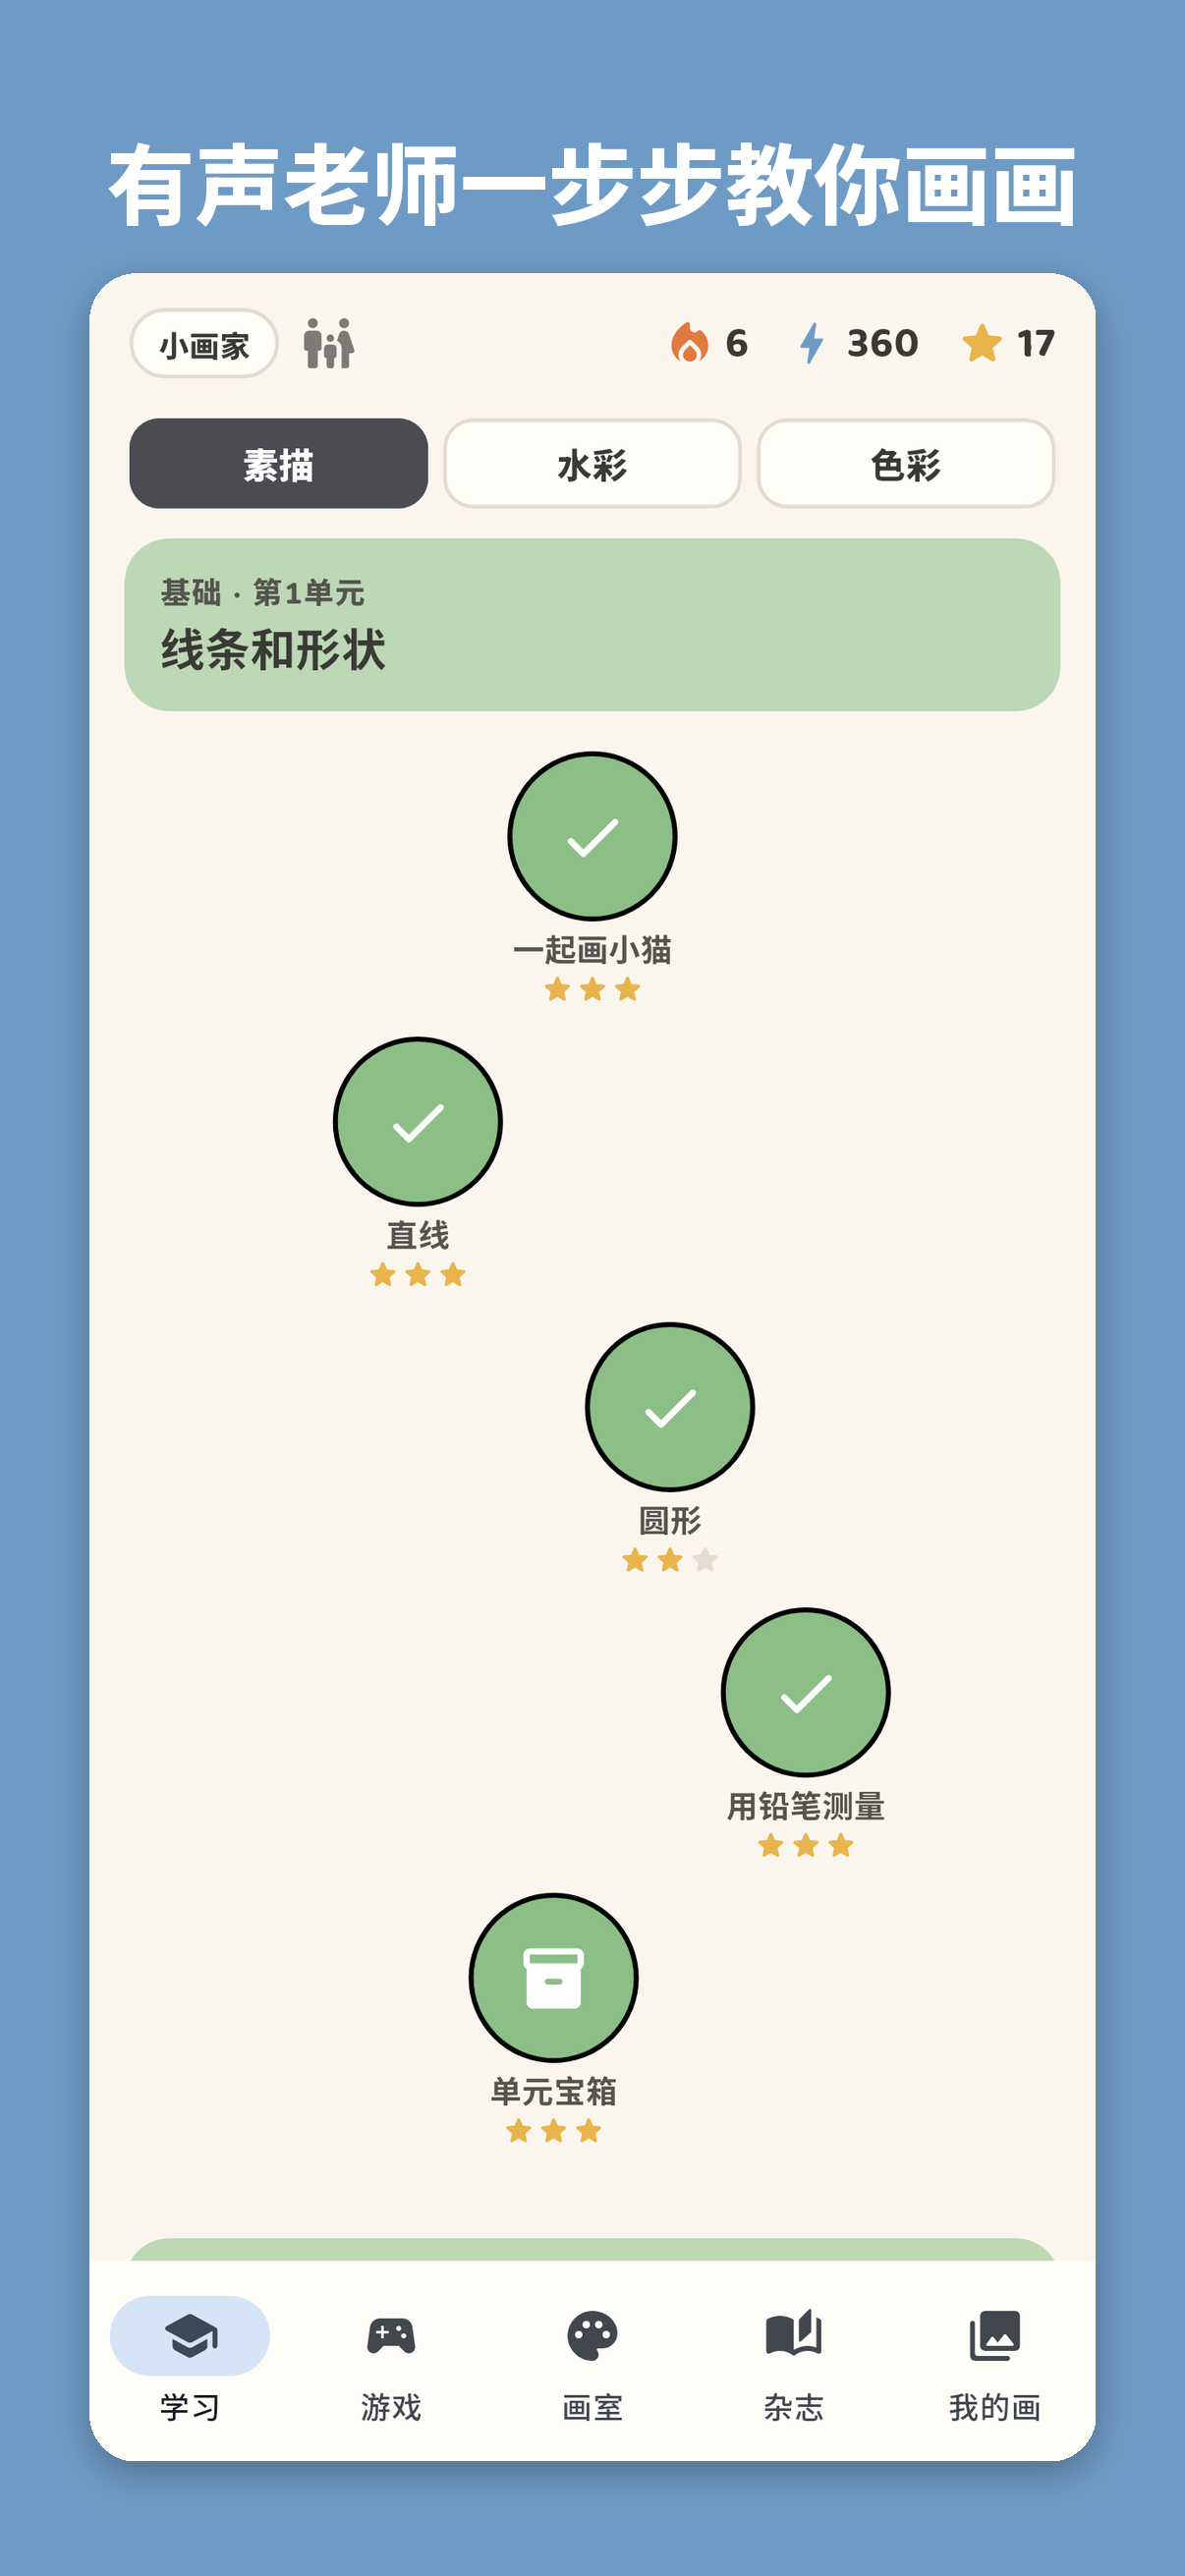 有声老师一步步教你画画
小画家 6 360 17
素描 水彩 色彩
基础 · 第1单元
线条和形状
一起画小猫
直线
圆形
用铅笔测量
单元宝箱
学习 游戏 画室 杂志 我的画